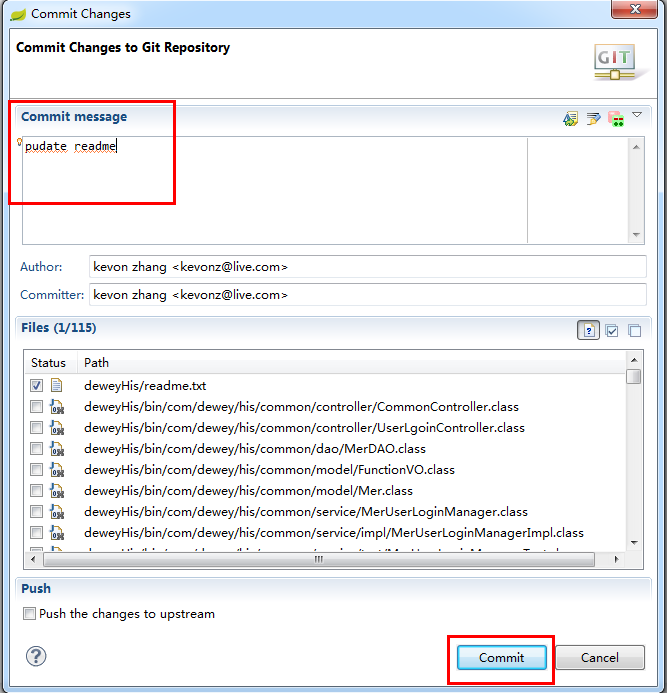 Commit Changes
Commit Changes to Git Repository
GIT
Commit message
pudate readme
Author: kevon zhang <kevonz@live.com>
Committer: kevon zhang <kevonz@live.com>
Files (1/115)
Status Path
deweyHis/readme.txt
deweyHis/bin/com/dewey/his/common/controller/CommonController.class
deweyHis/bin/com/dewey/his/common/controller/UserLgoinController.class
deweyHis/bin/com/dewey/his/common/dao/MerDAO.class
deweyHis/bin/com/dewey/his/common/model/FunctionVO.class
deweyHis/bin/com/dewey/his/common/model/Mer.class
deweyHis/bin/com/dewey/his/common/service/MerUserLoginManager.class
deweyHis/bin/com/dewey/his/common/service/impl/MerUserLoginManagerImpl.class
Push
Push the changes to upstream
Commit Cancel